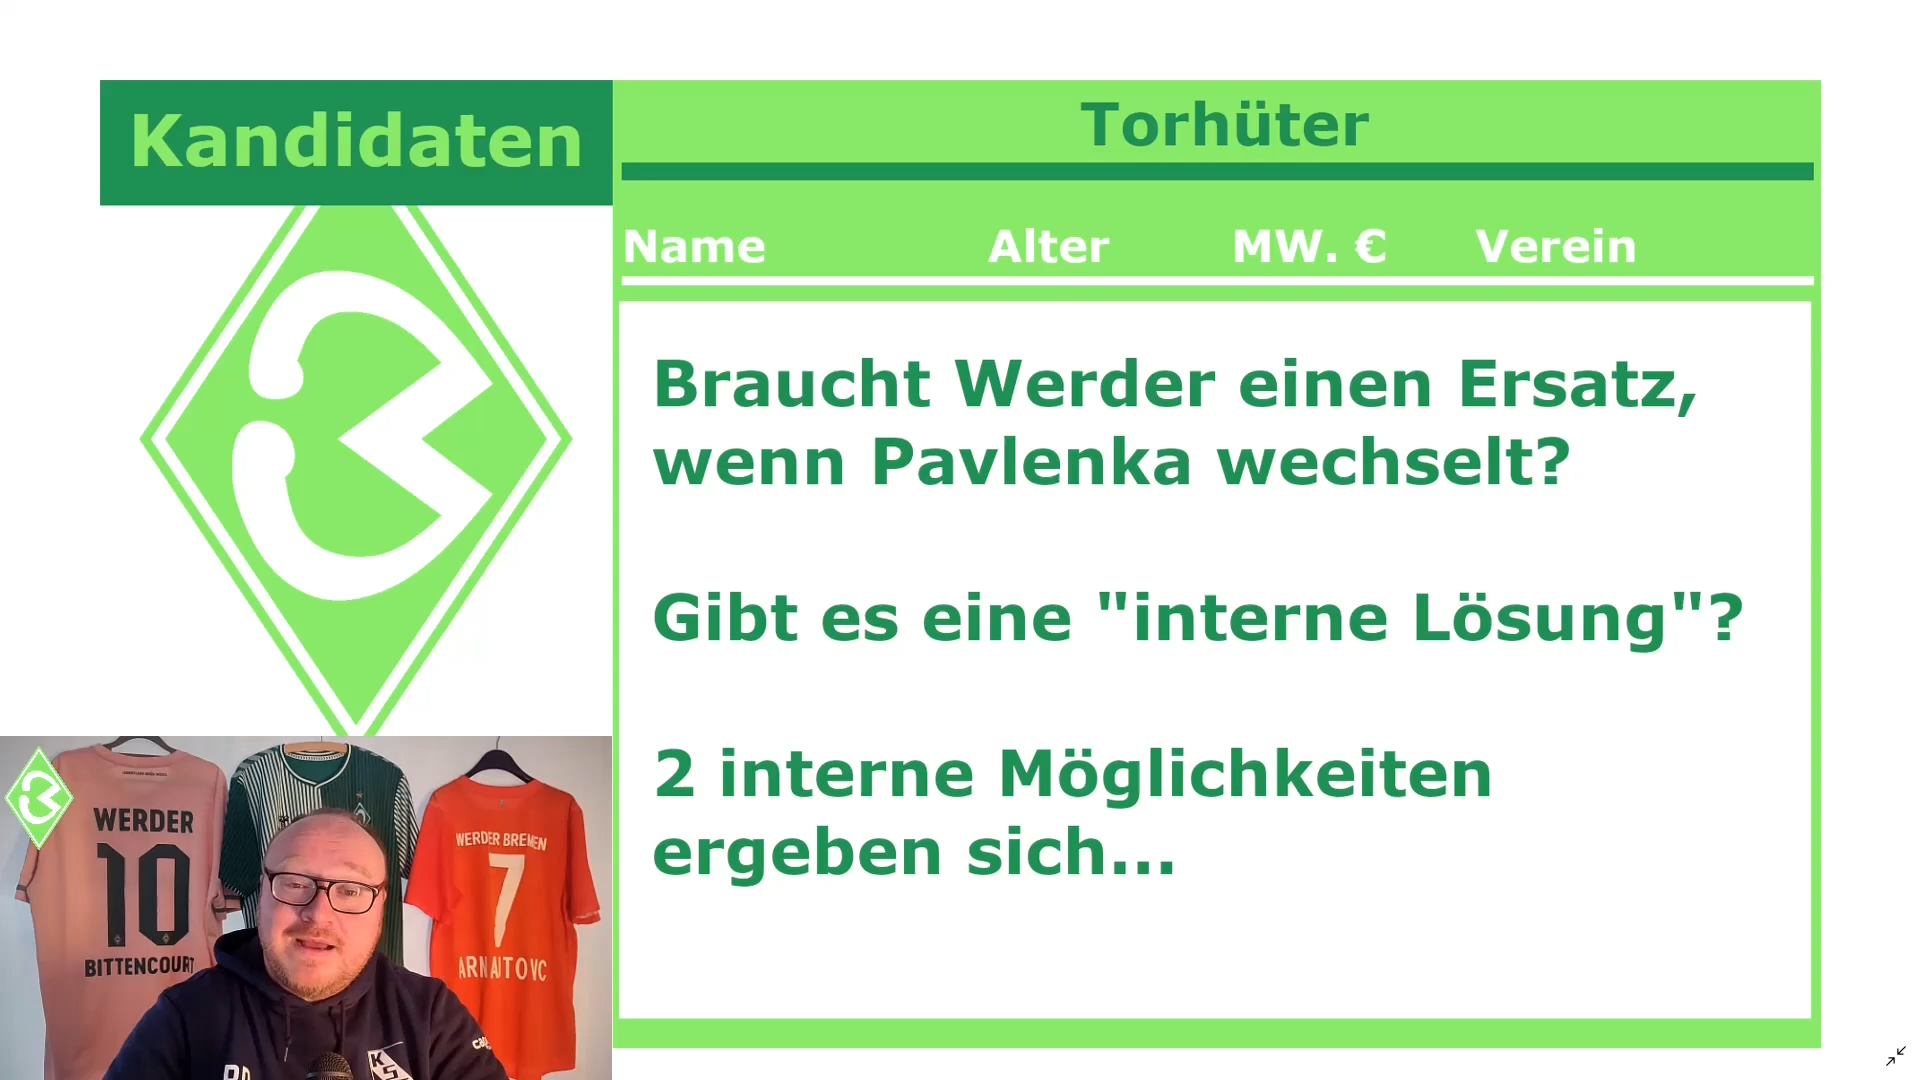 Kandidaten
Torhüter
Name Alter MW. € Verein
Braucht Werder einen Ersatz,
wenn Pavlenka wechselt?
Gibt es eine "interne Lösung"?
2 interne Möglichkeiten
ergeben sich...
WERDER
10
BITTENCOURT
WERDER BREMEN
7
ARNAUTOVC